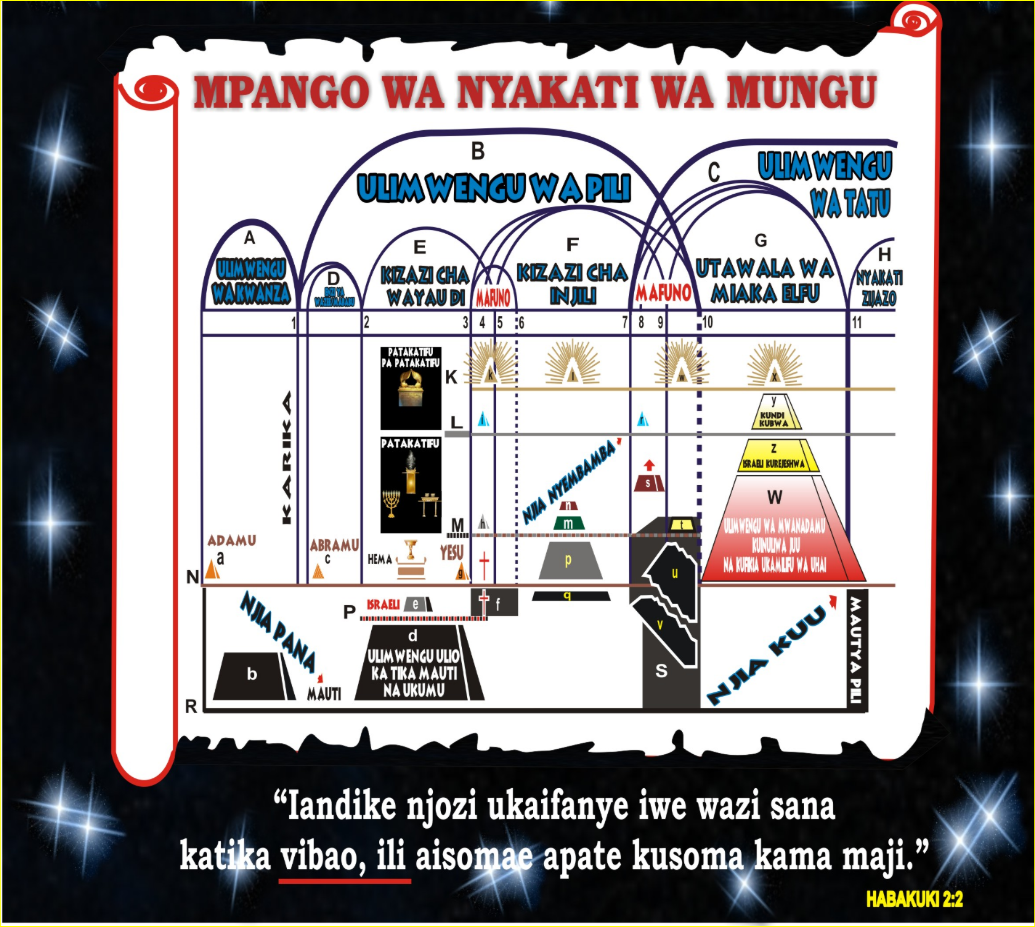 MPANGO WA NYAKATI WA MUNGU
B
ULIMWENGU WA PILI
C
ULIMWENGU
WA TATU
A
ULIMWENGU
WA KWANZA
D
E
KIZAZI CHA
WAYAUDI
MAFUNO
F
KIZAZI CHA
INJILI
MAFUNO
G
UTAWALA WA
MIAKA ELFU
H
NYAKATI
ZIJAZO
1
2
3
4
5
6
7
8
9
10
11
GHARIKA
PATAKATIFU
PA PATAKATIFU
K
k
l
w
x
L
y
KUNDI
KUBWA
PATAKATIFU
NJIA NYEMBAMBA
z
ISRAELI KUREJESHWA
s
n
m
t
M
h
W
ULIMWENGU WA MWANADAMU
KUINULIWA JUU
NA KUFIKIA UKAMILIFU WA UHAI
ADAMU
a
ABRAMU
c
HEMA
YESU
g
p
u
N
q
NJIA PANA
MAUTI
b
ISRAELI
e
f
P
d
ULIMWENGU ULIO
KATIKA MAUTI
NA UKUMU
v
S
NJIA KUU
MAUTI YA PILI
R
“Iandike njozi ukaifanye iwe wazi sana
katika vibao, ili aisomae apate kusoma kama maji.”
HABAKUKI 2:2